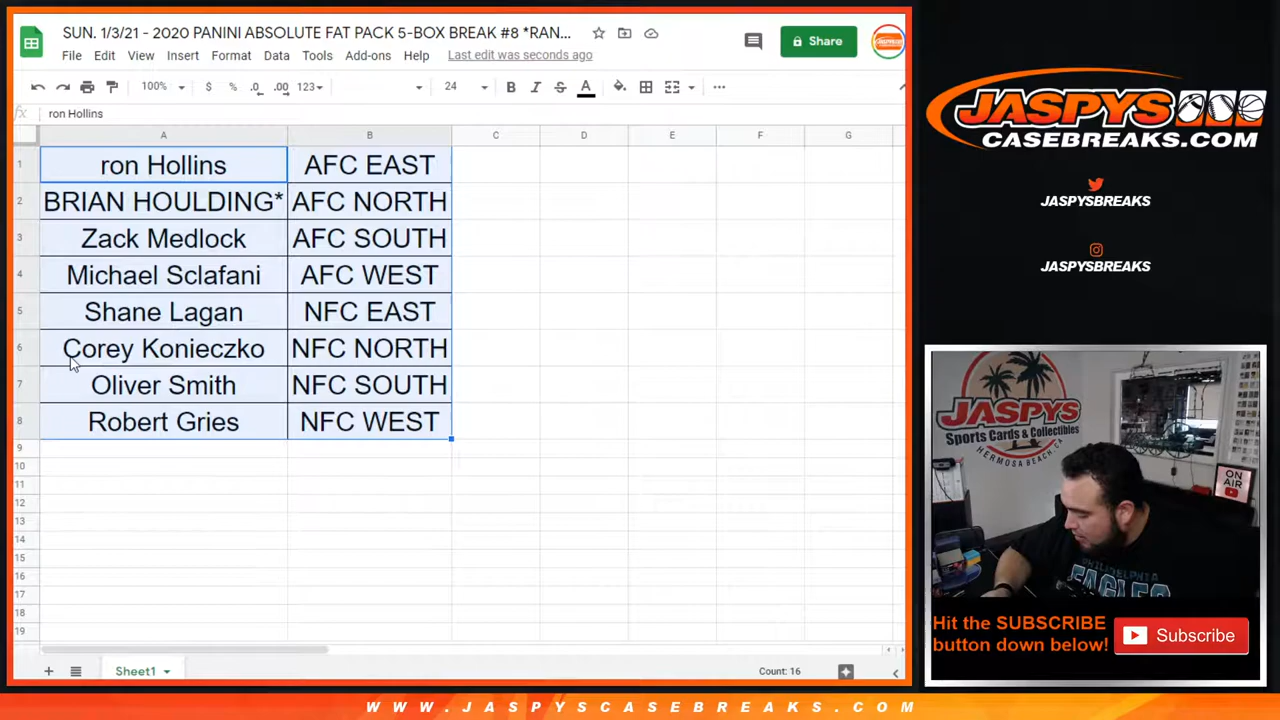 SUN. 1/3/21 - 2020 PANINI ABSOLUTE FAT PACK 5-BOX BREAK #8 *RAN...
File Edit View Insert Format Data Tools Add-ons Help Last edit was seconds ago
Share
100% $ % .0 .00 123 24 B I S A
fx ron Hollins
A B C D E F G
1 ron Hollins AFC EAST
2 BRIAN HOULDING* AFC NORTH
3 Zack Medlock AFC SOUTH
4 Michael Sclafani AFC WEST
5 Shane Lagan NFC EAST
6 Corey Konieczko NFC NORTH
7 Oliver Smith NFC SOUTH
8 Robert Gries NFC WEST
9
10
11
12
13
14
15
16
17
18
19
Sheet1 Count: 16
JASPYS
CASEBREAKS.COM
JASPYSBREAKS
JASPYSBREAKS
JASPYS
Sports Cards & Collectibles
HERMOSA BEACH, CA
ON
AIR
PHILADELPHIA
EAGLES
Hit the SUBSCRIBE
button down below!
Subscribe
WWW.JASPYSCASEBREAKS.COM